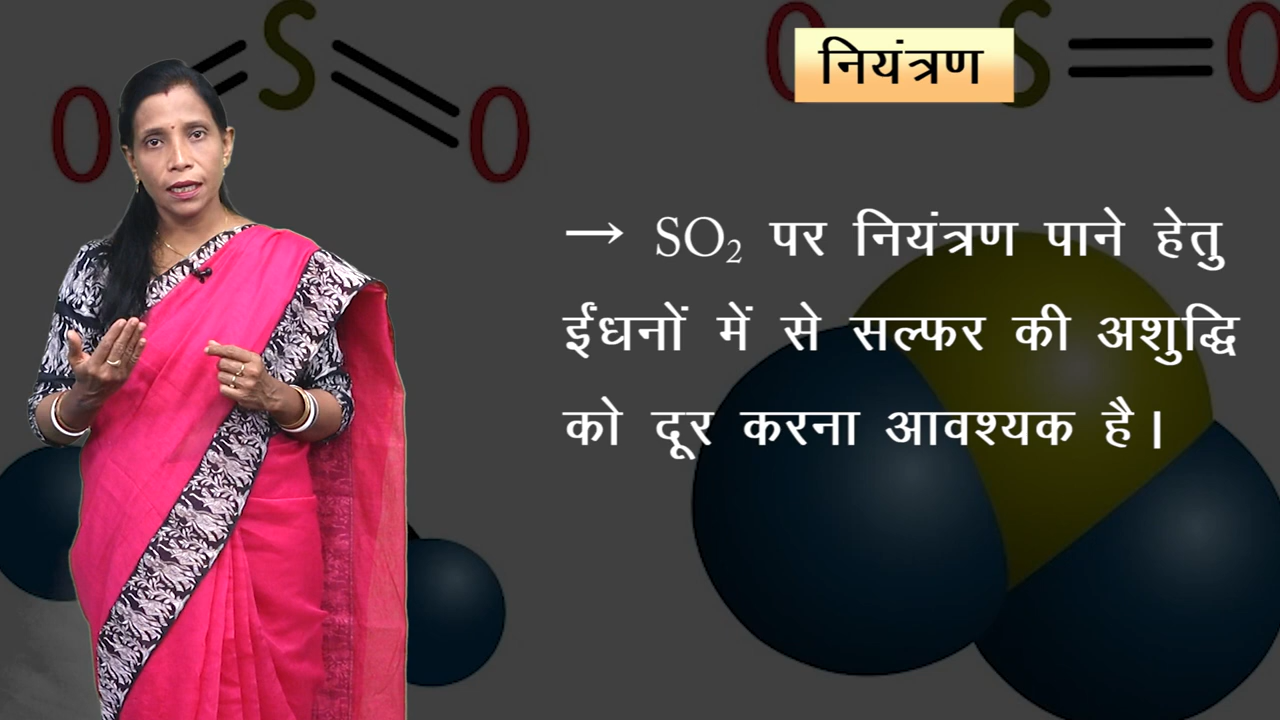 O S O
O S O
नियंत्रण
→ SO₂ पर नियंत्रण पाने हेतु
ईंधनों में से सल्फर की अशुद्धि
को दूर करना आवश्यक है।